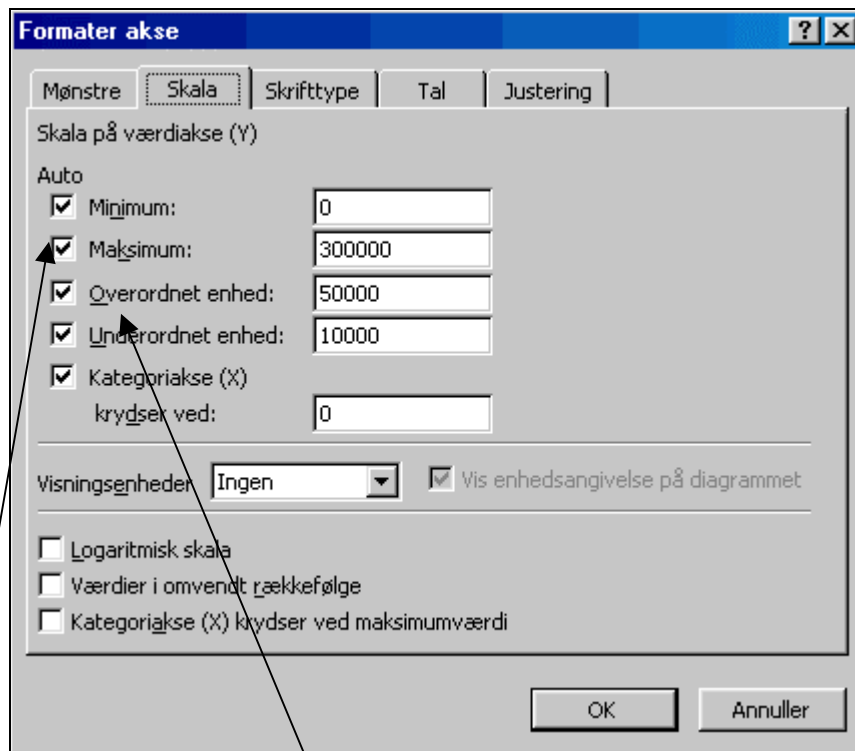 Formater akse
Mønstre Skala Skrifttype Tal Justering
Skala på værdiakse (Y)
Auto
Minimum: 0
Maksimum: 300000
Overordnet enhed: 50000
Underordnet enhed: 10000
Kategoriakse (X)
krydser ved: 0
Visningsenheder Ingen Vis enhedsangivelse på diagrammet
Logaritmisk skala
Værdier i omvendt rækkefølge
Kategoriakse (X) krydser ved maksimumværdi
OK Annuller